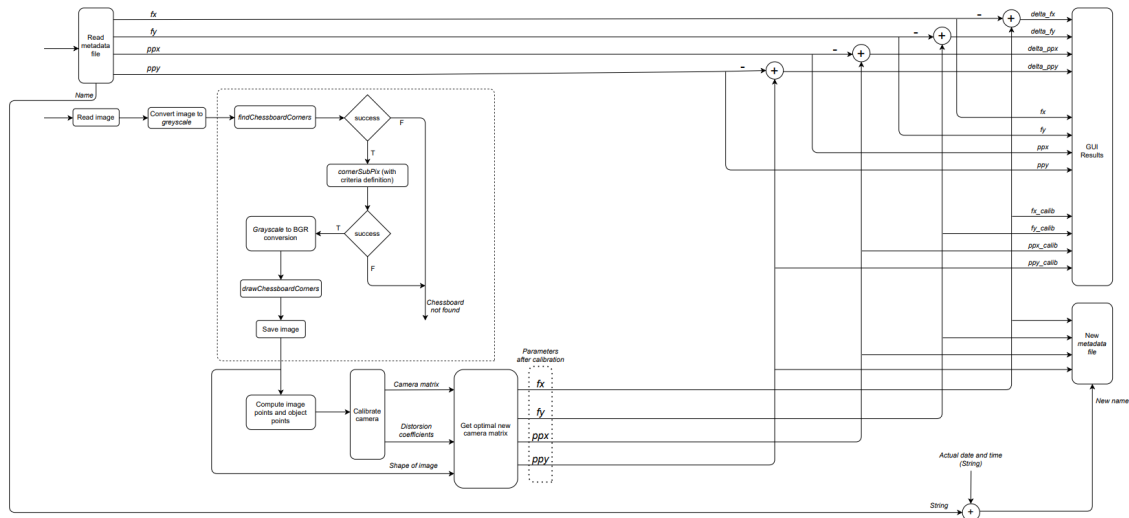 fx
fy
ppx
ppy
Read
metadata
file
Name
-
-
-
-
+
+
+
+
delta_fx
delta_fy
delta_ppx
delta_ppy
fx
fy
ppx
ppy
GUI
Results
fx_calib
fy_calib
ppx_calib
ppy_calib
Read image
Convert image to
greyscale
findChessboardCorners
success
F
T
cornerSubPix (with
criteria definition)
success
T
F
Grayscale to BGR
conversion
drawChessboardCorners
Save image
Chessboard
not found
Parameters
after calibration
Compute image
points and object
points
Calibrate
camera
Camera matrix
Distorsion
coefficients
Shape of image
Get optimal new
camera matrix
fx
fy
ppx
ppy
New
metadata
file
New name
Actual date and time
(String)
String
+